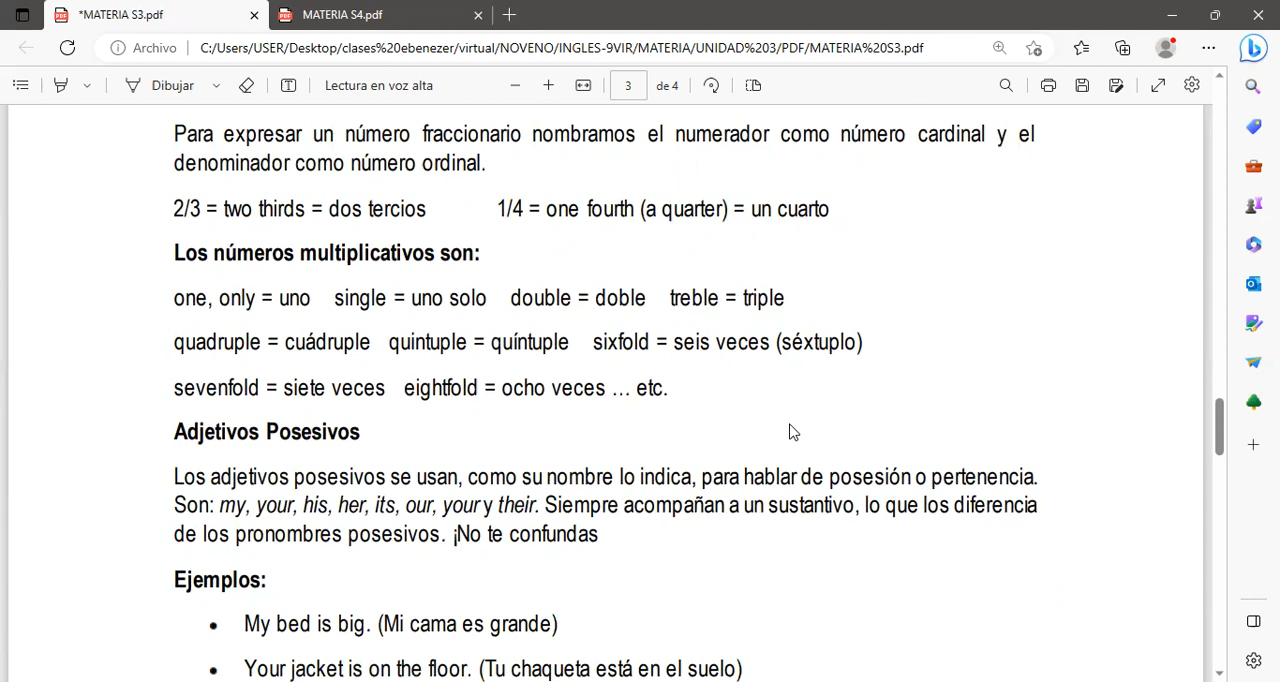 *MATERIA S3.pdf
MATERIA S4.pdf
Archivo C:/Users/USER/Desktop/clases%20ebenezer/virtual/NOVENO/INGLES-9VIR/MATERIA/UNIDAD%203/PDF/MATERIA%20S3.pdf
Dibujar Lectura en voz alta 3 de 4
Para expresar un número fraccionario nombramos el numerador como número cardinal y el
denominador como número ordinal.
2/3 = two thirds = dos tercios 1/4 = one fourth (a quarter) = un cuarto
Los números multiplicativos son:
one, only = uno single = uno solo double = doble treble = triple
quadruple = cuádruple quintuple = quíntuple sixfold = seis veces (séxtuplo)
sevenfold = siete veces eightfold = ocho veces … etc.
Adjetivos Posesivos
Los adjetivos posesivos se usan, como su nombre lo indica, para hablar de posesión o pertenencia.
Son: my, your, his, her, its, our, your y their. Siempre acompañan a un sustantivo, lo que los diferencia
de los pronombres posesivos. ¡No te confundas
Ejemplos:
• My bed is big. (Mi cama es grande)
• Your jacket is on the floor. (Tu chaqueta está en el suelo)